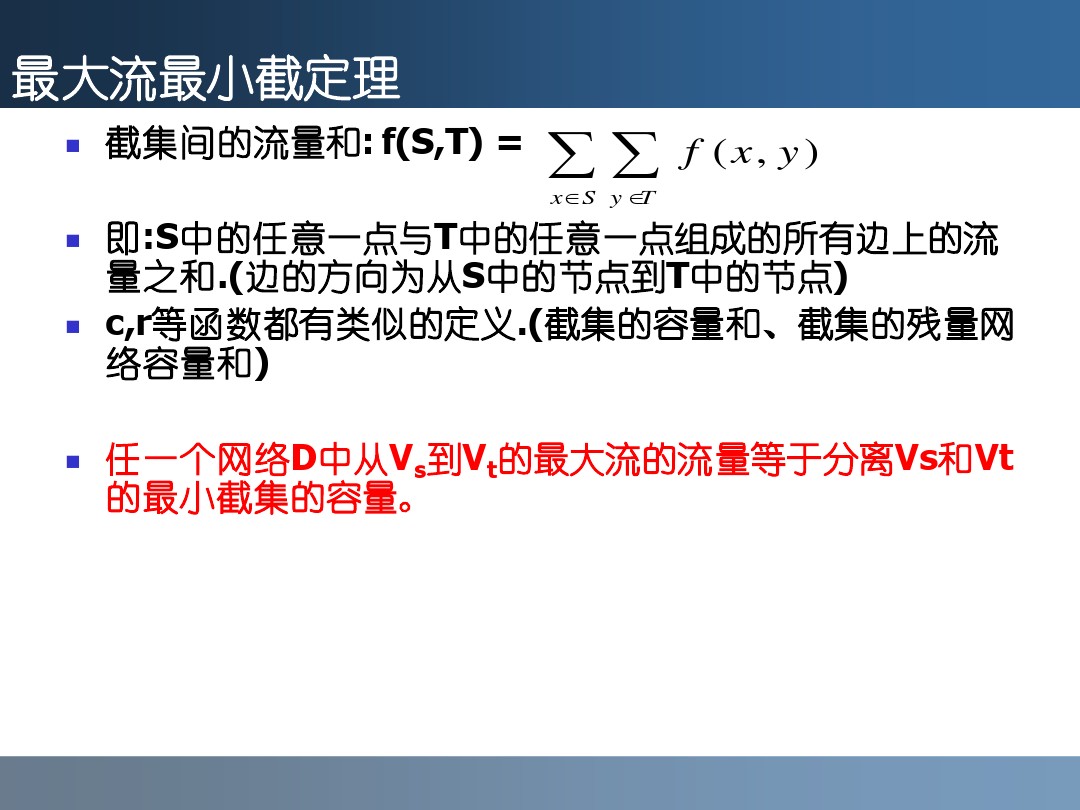 最大流最小截定理
截集间的流量和: f(S,T) = ∑ ∑ f (x, y)
x∈S y∈T
即:S中的任意一点与T中的任意一点组成的所有边上的流
量之和.(边的方向为从S中的节点到T中的节点)
c,r等函数都有类似的定义.(截集的容量和、截集的残量网
络容量和)
任一个网络D中从Vs到Vt的最大流的流量等于分离Vs和Vt
的最小截集的容量。